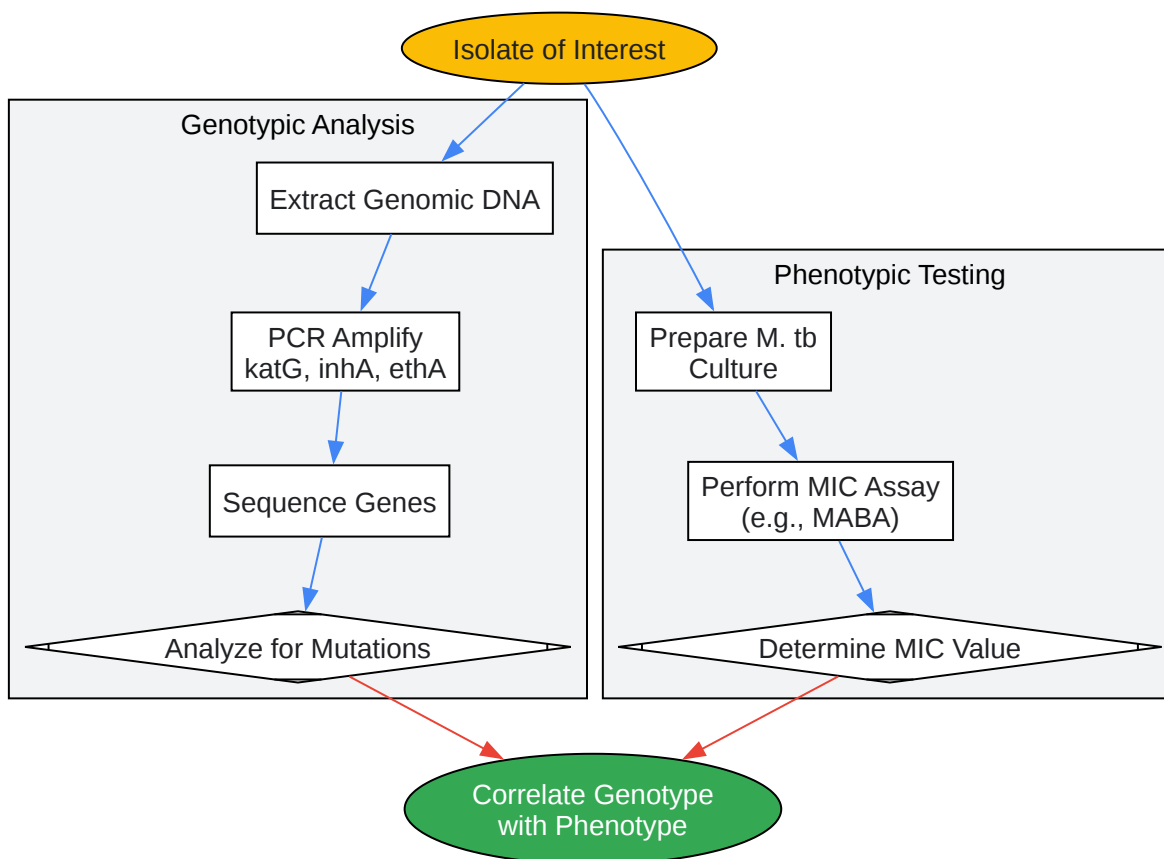 Isolate of Interest
Genotypic Analysis
Extract Genomic DNA
PCR Amplify
katG, inhA, ethA
Sequence Genes
Analyze for Mutations
Phenotypic Testing
Prepare M. tb
Culture
Perform MIC Assay
(e.g., MABA)
Determine MIC Value
Correlate Genotype
with Phenotype